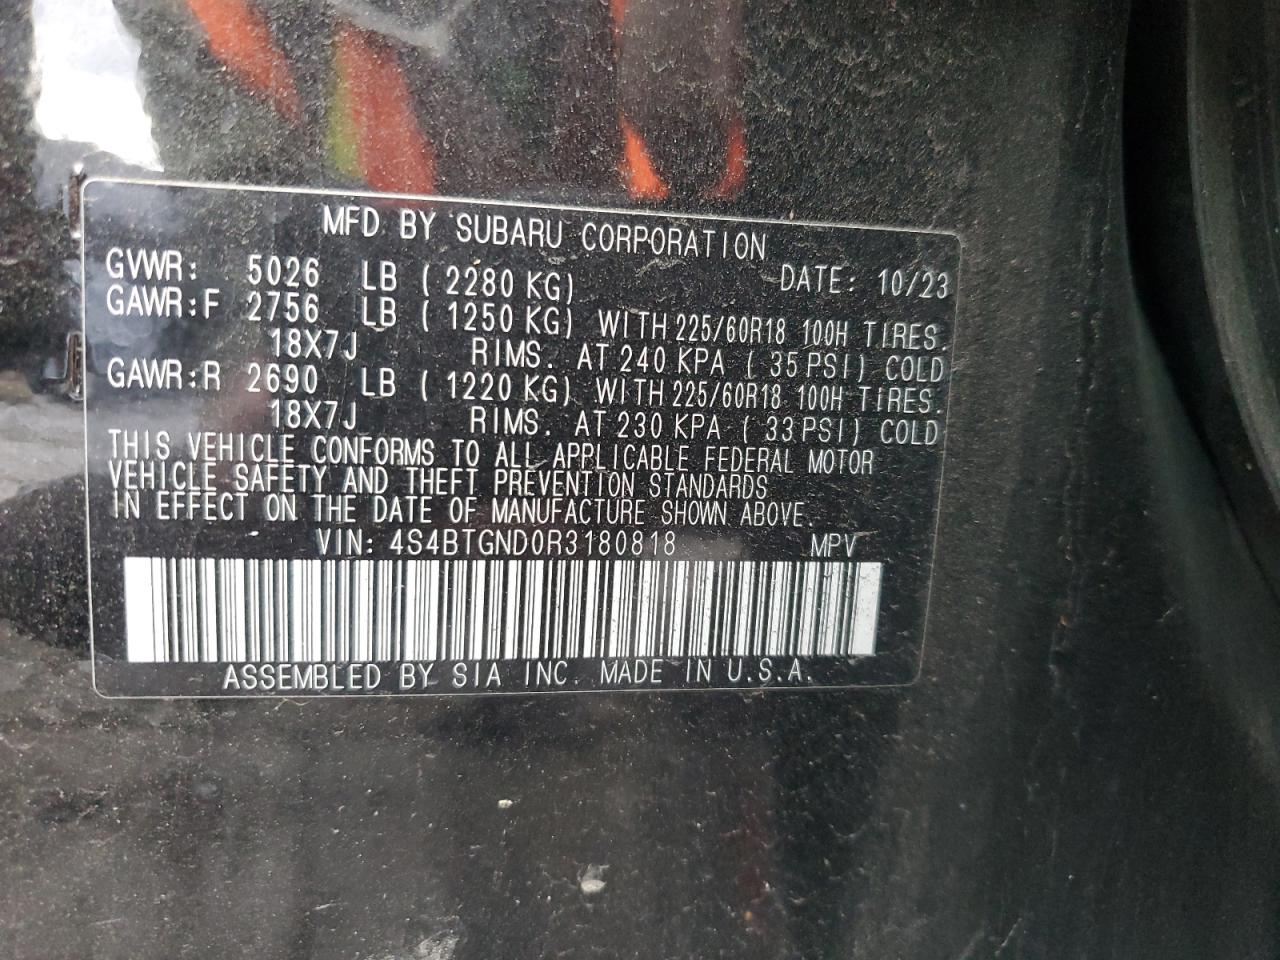 MFD BY SUBARU CORPORATION
GVWR: 5026 LB ( 2280 KG) DATE: 10/23
GAWR:F 2756 LB ( 1250 KG) WITH 225/60R18 100H TIRES.
18X7J RIMS. AT 240 KPA ( 35 PSI) COLD
GAWR:R 2690 LB ( 1220 KG) WITH 225/60R18 100H TIRES.
18X7J RIMS. AT 230 KPA ( 33 PSI) COLD
THIS VEHICLE CONFORMS TO ALL APPLICABLE FEDERAL MOTOR
VEHICLE SAFETY AND THEFT PREVENTION STANDARDS
IN EFFECT ON THE DATE OF MANUFACTURE SHOWN ABOVE.
VIN: 4S4BTGND0R3180818 MPV
ASSEMBLED BY SIA INC. MADE IN U.S.A.